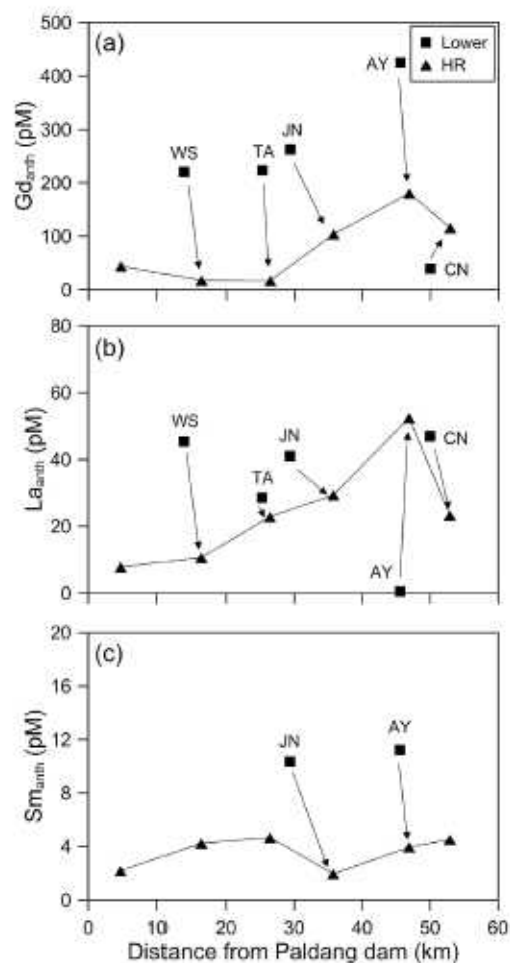 500
(a)
Lower
HR
AY
400
Gd_anth (pM)
300
JN
WS
TA
200
100
CN
0
80
(b)
60
WS
CN
JN
La_anth (pM)
40
TA
20
AY
0
20
(c)
16
AY
Sm_anth (pM)
12
JN
8
4
0
0 10 20 30 40 50 60
Distance from Paldang dam (km)